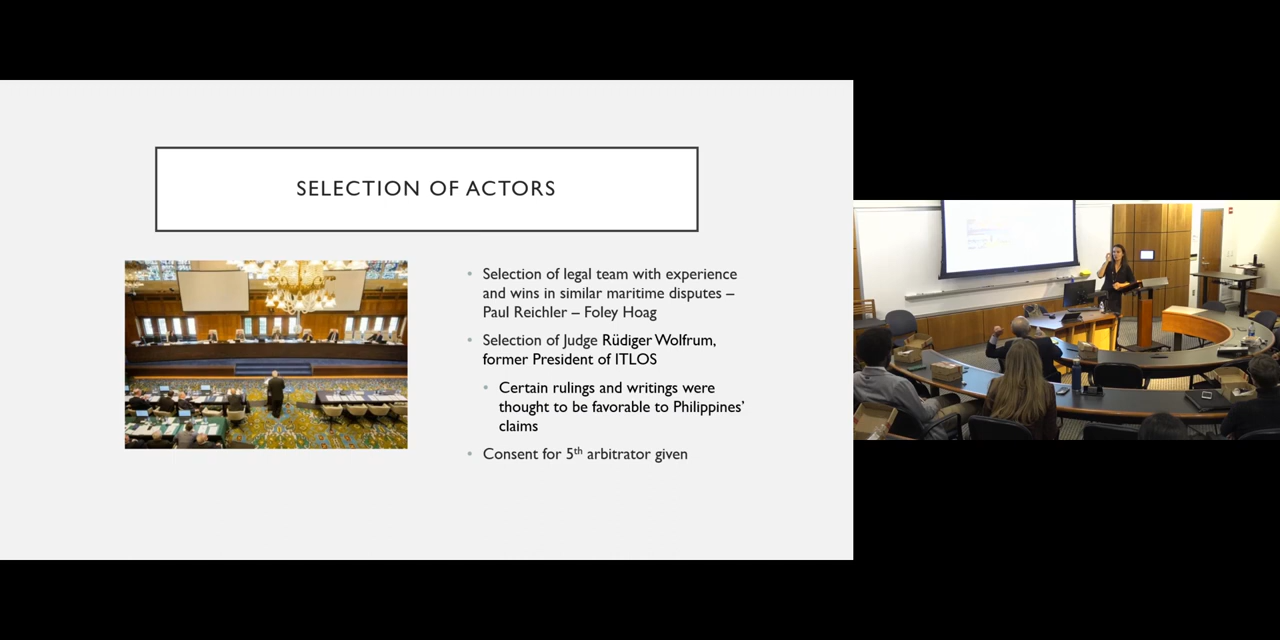 SELECTION OF ACTORS
• Selection of legal team with experience
and wins in similar maritime disputes –
Paul Reichler – Foley Hoag
• Selection of Judge Rüdiger Wolfrum,
former President of ITLOS
• Certain rulings and writings were
thought to be favorable to Philippines'
claims
• Consent for 5th arbitrator given